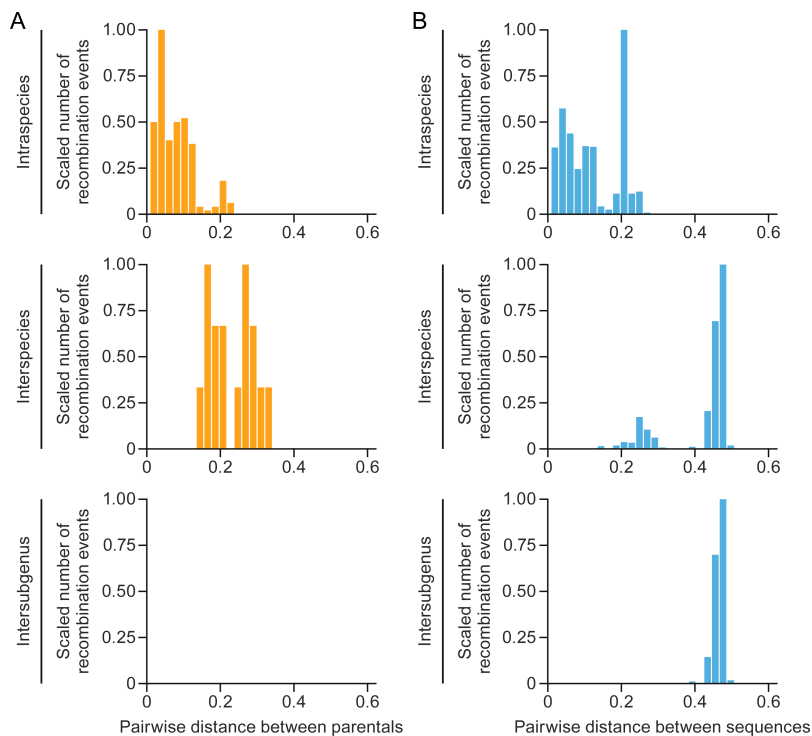 A
Intraspecies
Scaled number of
recombination events
1.00
0.75
0.50
0.25
0
0 0.2 0.4 0.6
B
Intraspecies
Scaled number of
recombination events
1.00
0.75
0.50
0.25
0
0 0.2 0.4 0.6
Interspecies
Scaled number of
recombination events
1.00
0.75
0.50
0.25
0
0 0.2 0.4 0.6
Interspecies
Scaled number of
recombination events
1.00
0.75
0.50
0.25
0
0 0.2 0.4 0.6
Intersubgenus
Scaled number of
recombination events
1.00
0.75
0.50
0.25
0
0 0.2 0.4 0.6
Pairwise distance between parentals
Intersubgenus
Scaled number of
recombination events
1.00
0.75
0.50
0.25
0
0 0.2 0.4 0.6
Pairwise distance between sequences